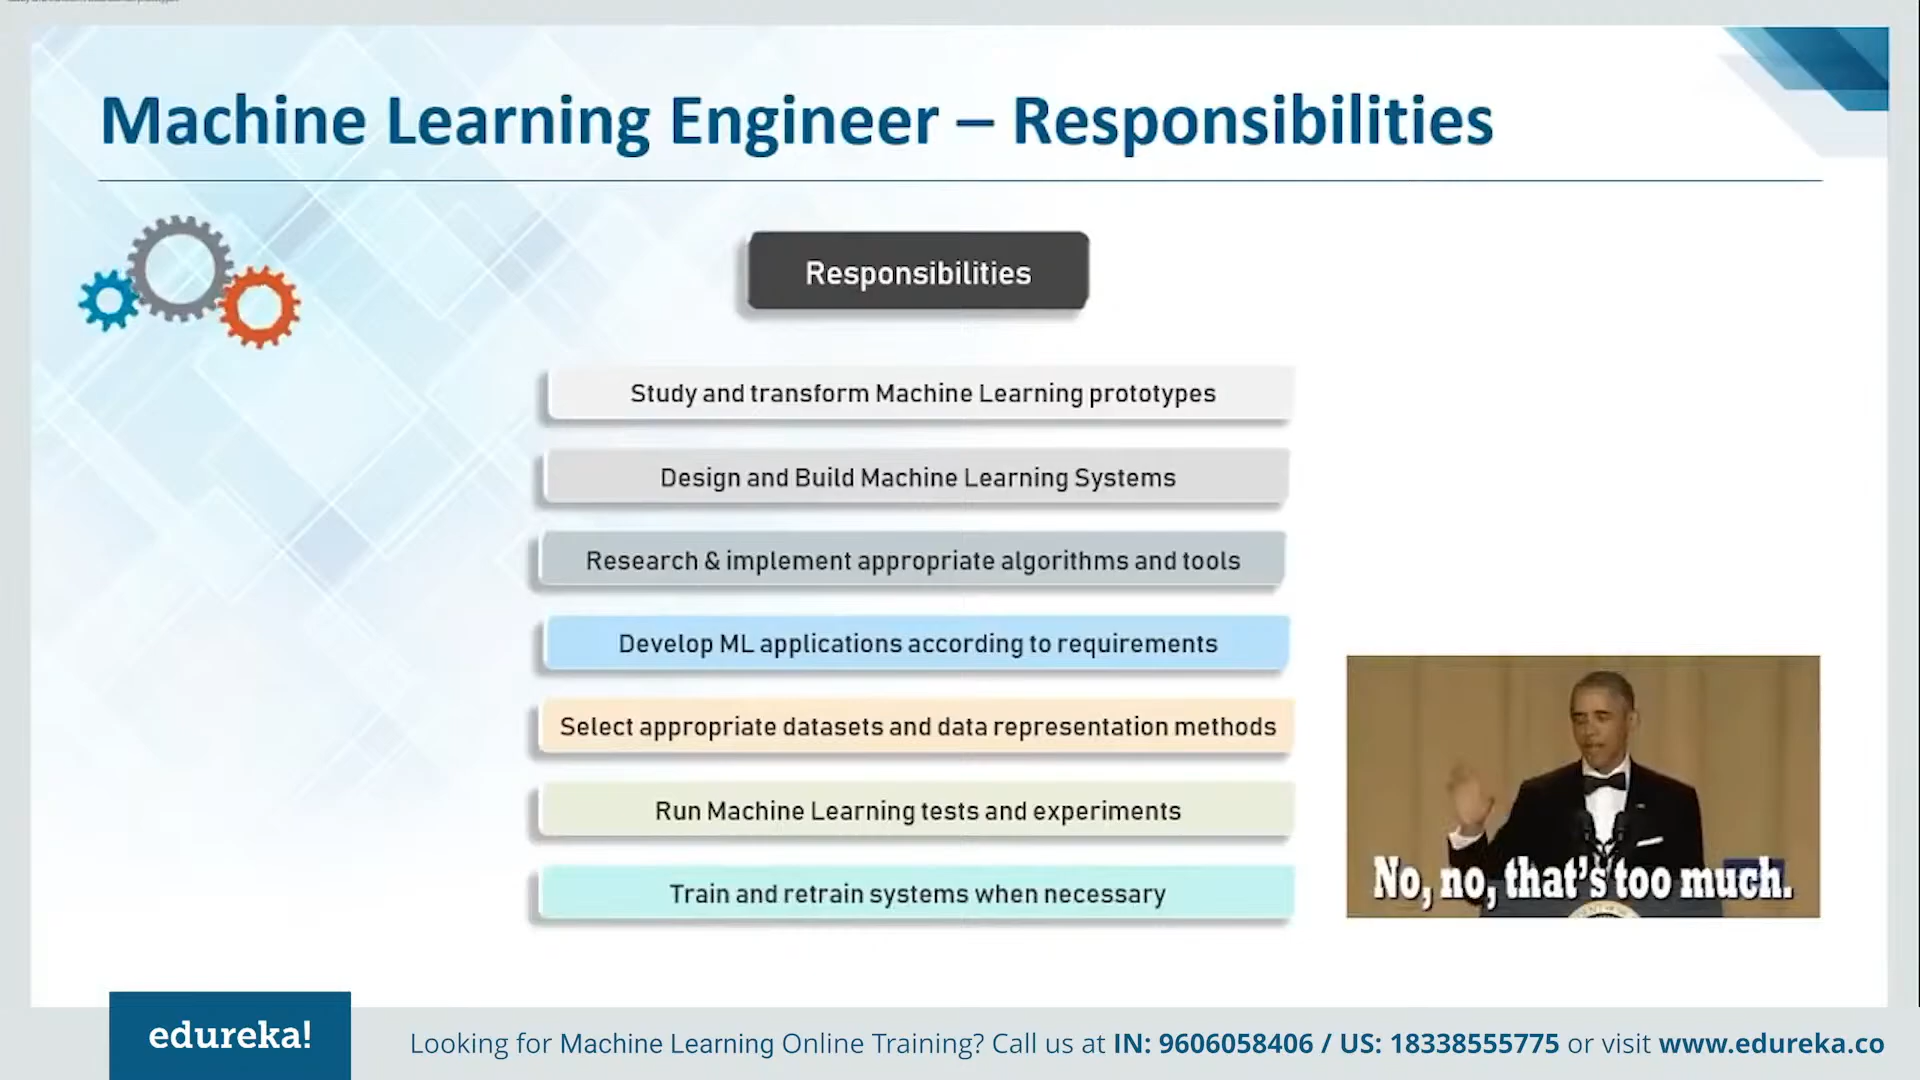 Machine Learning Engineer – Responsibilities
Responsibilities
Study and transform Machine Learning prototypes
Design and Build Machine Learning Systems
Research & implement appropriate algorithms and tools
Develop ML applications according to requirements
Select appropriate datasets and data representation methods
Run Machine Learning tests and experiments
Train and retrain systems when necessary
No, no, that's too much.
edureka!
Looking for Machine Learning Online Training? Call us at IN: 9606058406 / US: 18338555775 or visit www.edureka.co